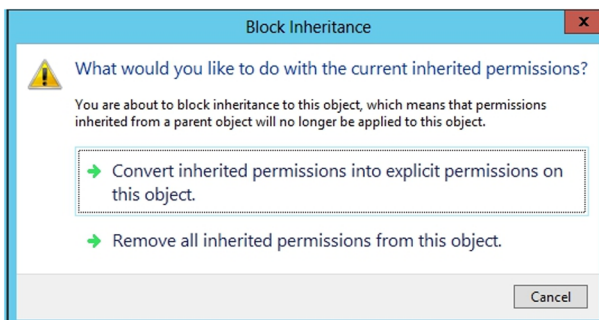 Block Inheritance
x
What would you like to do with the current inherited permissions?
You are about to block inheritance to this object, which means that permissions
inherited from a parent object will no longer be applied to this object.
Convert inherited permissions into explicit permissions on
this object.
Remove all inherited permissions from this object.
Cancel